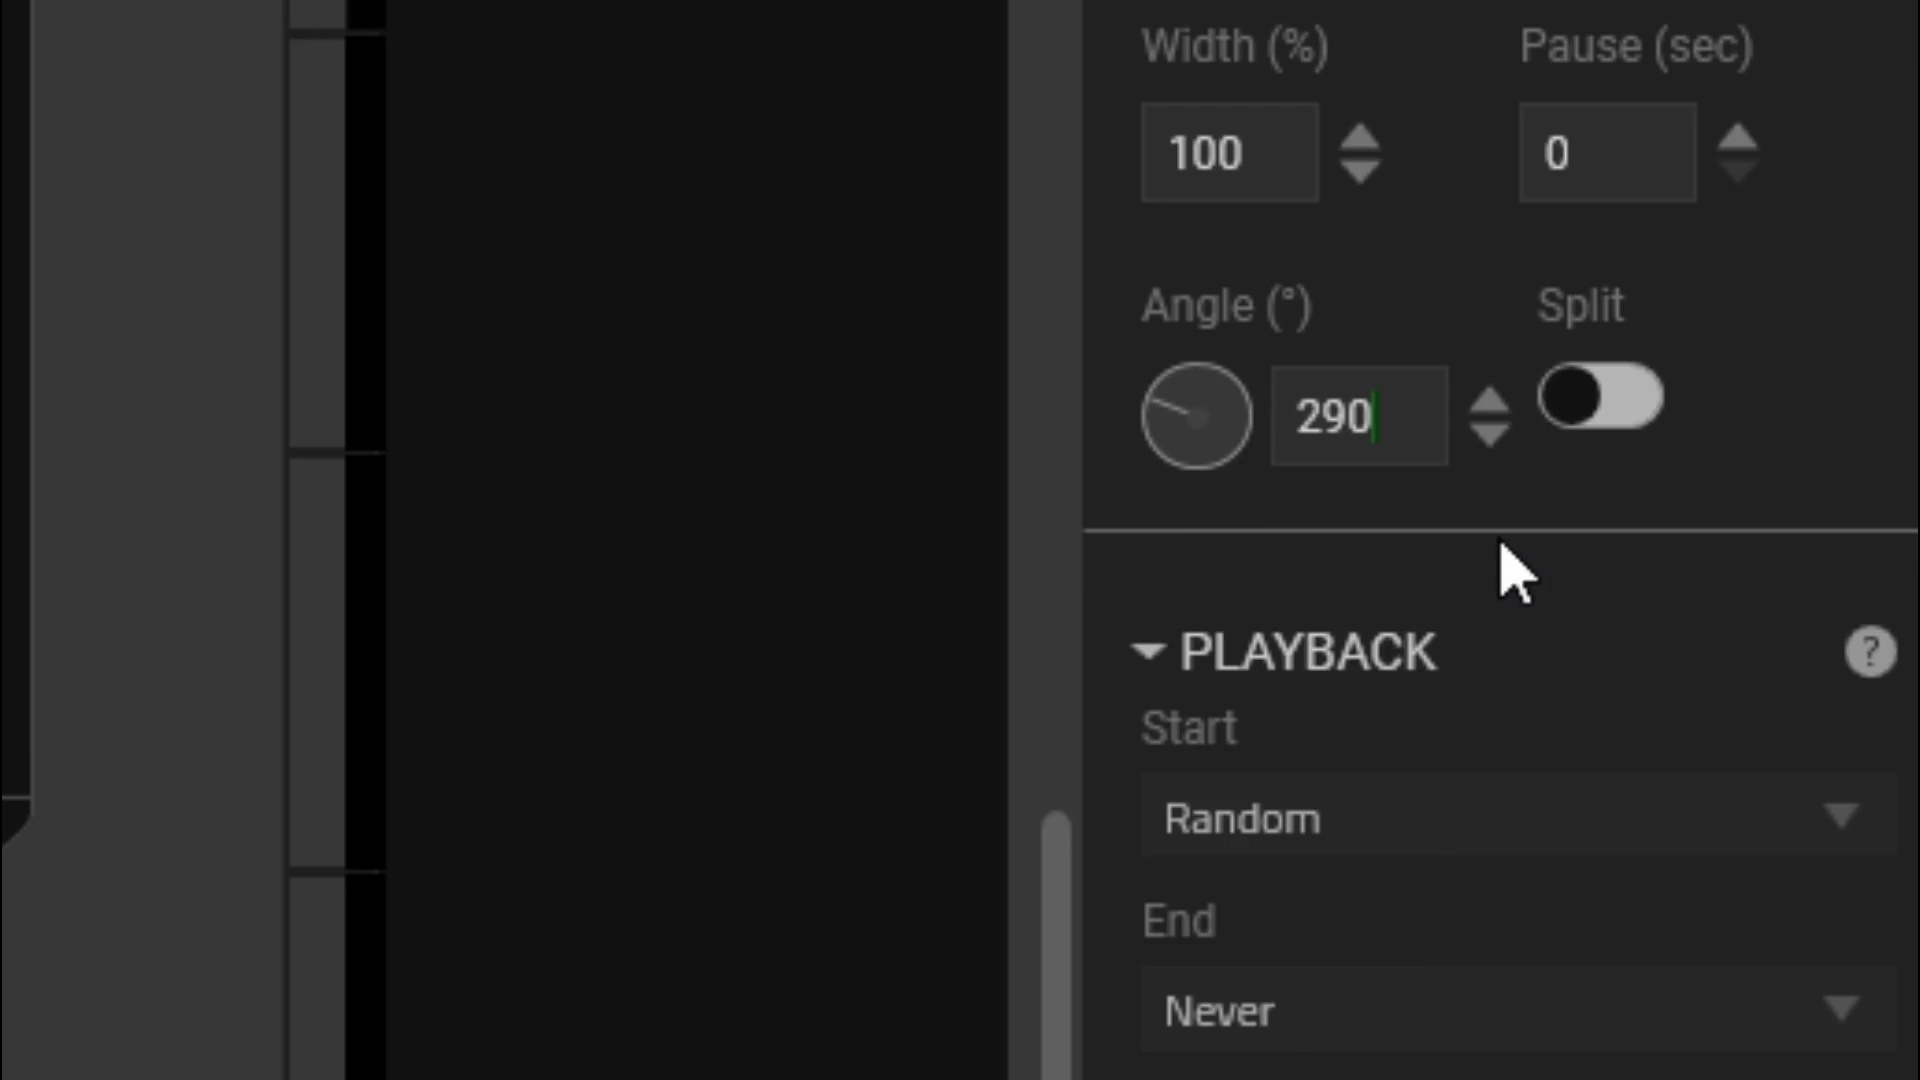 Width (%) Pause (sec)
100 0
Angle (°) Split
290
PLAYBACK ?
Start
Random
End
Never